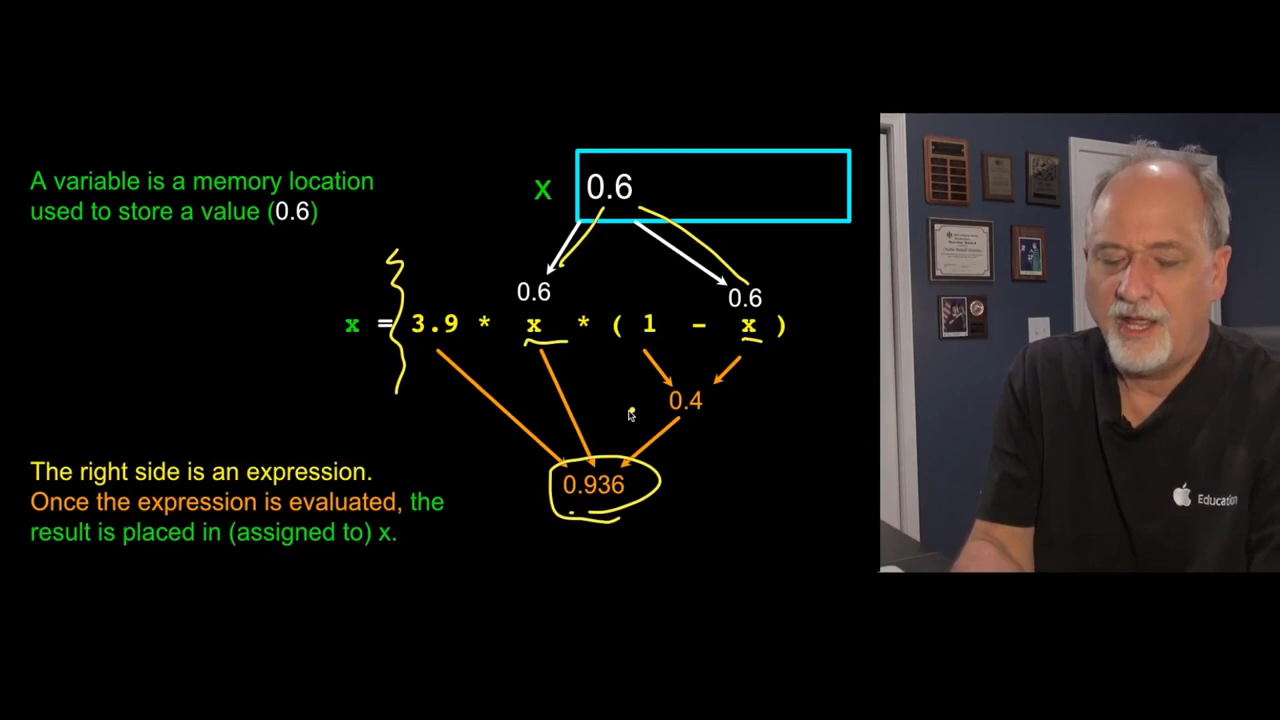 A variable is a memory location
used to store a value (0.6)
x 0.6
0.6 0.6
x = 3.9 * x * ( 1 - x )
0.4
0.936
The right side is an expression.
Once the expression is evaluated, the
result is placed in (assigned to) x.
Education